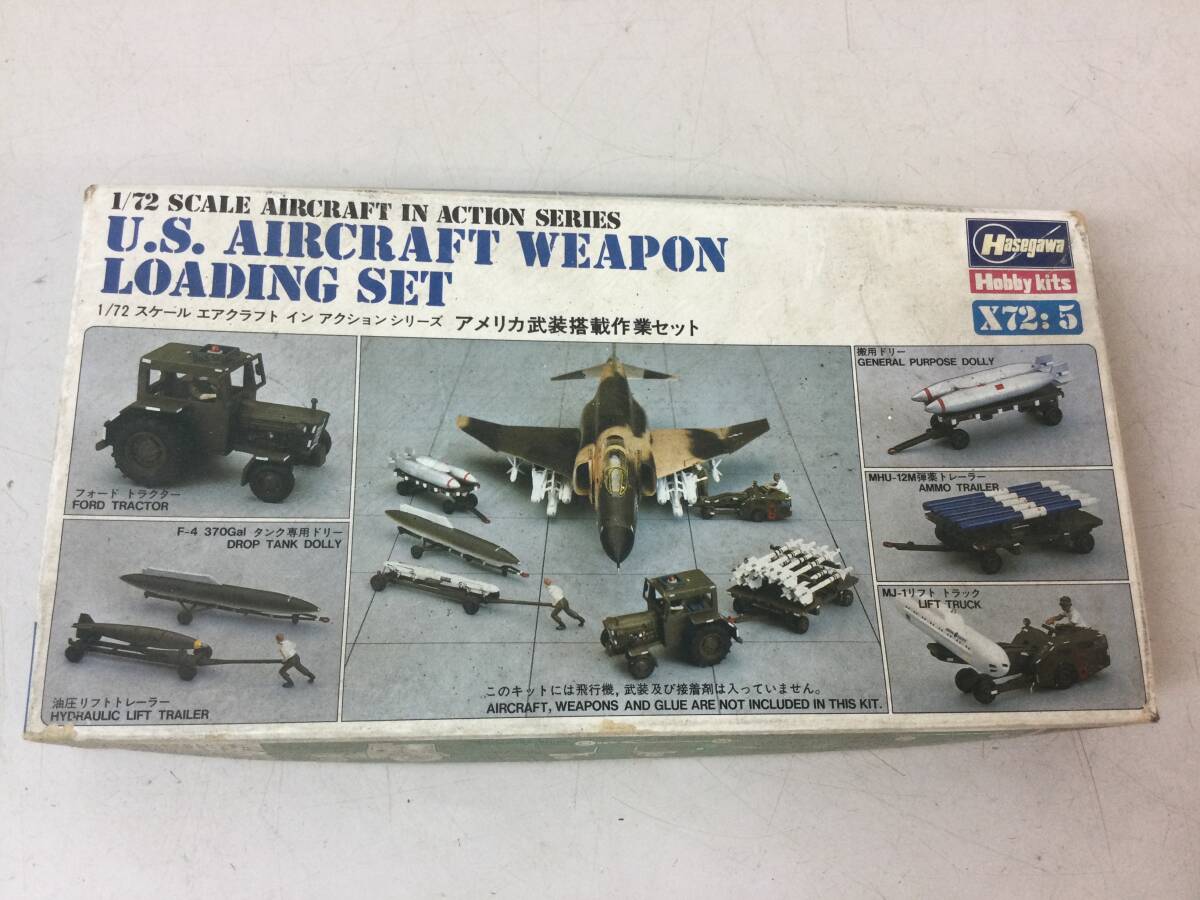 1/72 SCALE AIRCRAFT IN ACTION SERIES
U.S. AIRCRAFT WEAPON
LOADING SET
1/72 スケール エアクラフト イン アクションシリーズ アメリカ武装搭載作業セット
Hasegawa
Hobby kits
X72:5
フォード トラクター
FORD TRACTOR
F-4 370Gal タンク専用ドリー
DROP TANK DOLLY
油圧リフトトレーラー
HYDRAULIC LIFT TRAILER
このキットには飛行機,武装及び接着剤は入っていません。
AIRCRAFT, WEAPONS AND GLUE ARE NOT INCLUDED IN THIS KIT.
搬用ドリー
GENERAL PURPOSE DOLLY
MHU-12M弾薬トレーラー
AMMO TRAILER
MJ-1リフト トラック
LIFT TRUCK